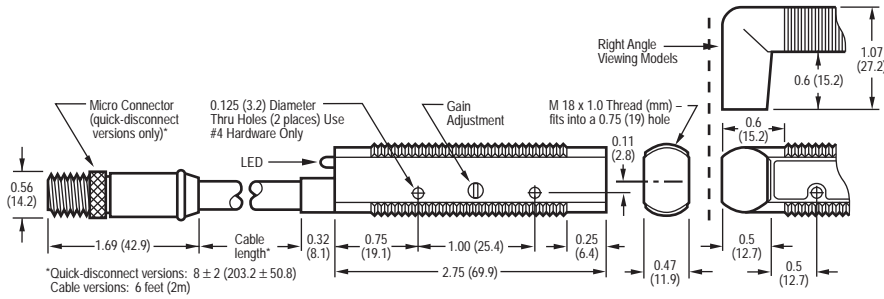 Right Angle
Viewing Models
1.07
(27.2)
0.6 (15.2)
Micro Connector
(quick-disconnect
versions only)*
0.125 (3.2) Diameter
Thru Holes (2 places) Use
#4 Hardware Only
Gain
Adjustment
M 18 x 1.0 Thread (mm) –
fits into a 0.75 (19) hole
0.11
(2.8)
0.6
(15.2)
LED
0.56
(14.2)
1.69 (42.9)
Cable
length*
0.32
(8.1)
0.75
(19.1)
1.00 (25.4)
0.25
(6.4)
2.75 (69.9)
0.47
(11.9)
0.5
(12.7)
0.5
(12.7)
*Quick-disconnect versions: 8 ± 2 (203.2 ± 50.8)
Cable versions: 6 feet (2m)